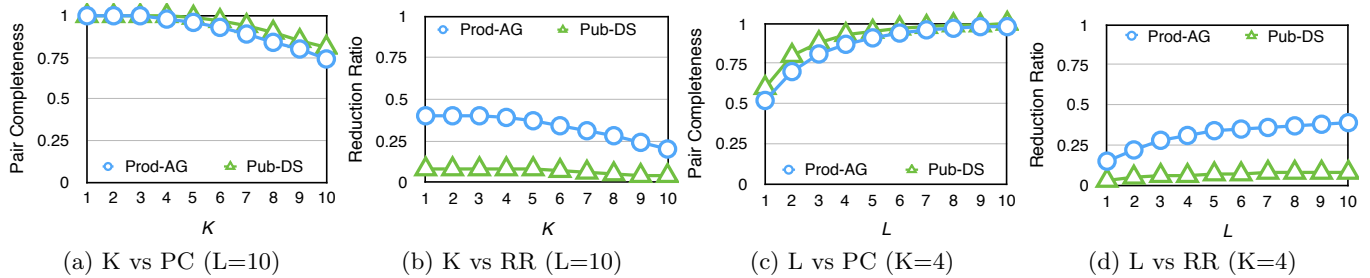 Pair Completeness
1
0.75
0.5
0.25
0
Prod-AG
Pub-DS
1 2 3 4 5 6 7 8 9 10
K
(a) K vs PC (L=10)
Reduction Ratio
1
0.75
0.5
0.25
0
Prod-AG
Pub-DS
1 2 3 4 5 6 7 8 9 10
K
(b) K vs RR (L=10)
Pair Completeness
1
0.75
0.5
0.25
0
Prod-AG
Pub-DS
1 2 3 4 5 6 7 8 9 10
L
(c) L vs PC (K=4)
Reduction Ratio
1
0.75
0.5
0.25
0
Prod-AG
Pub-DS
1 2 3 4 5 6 7 8 9 10
L
(d) L vs RR (K=4)